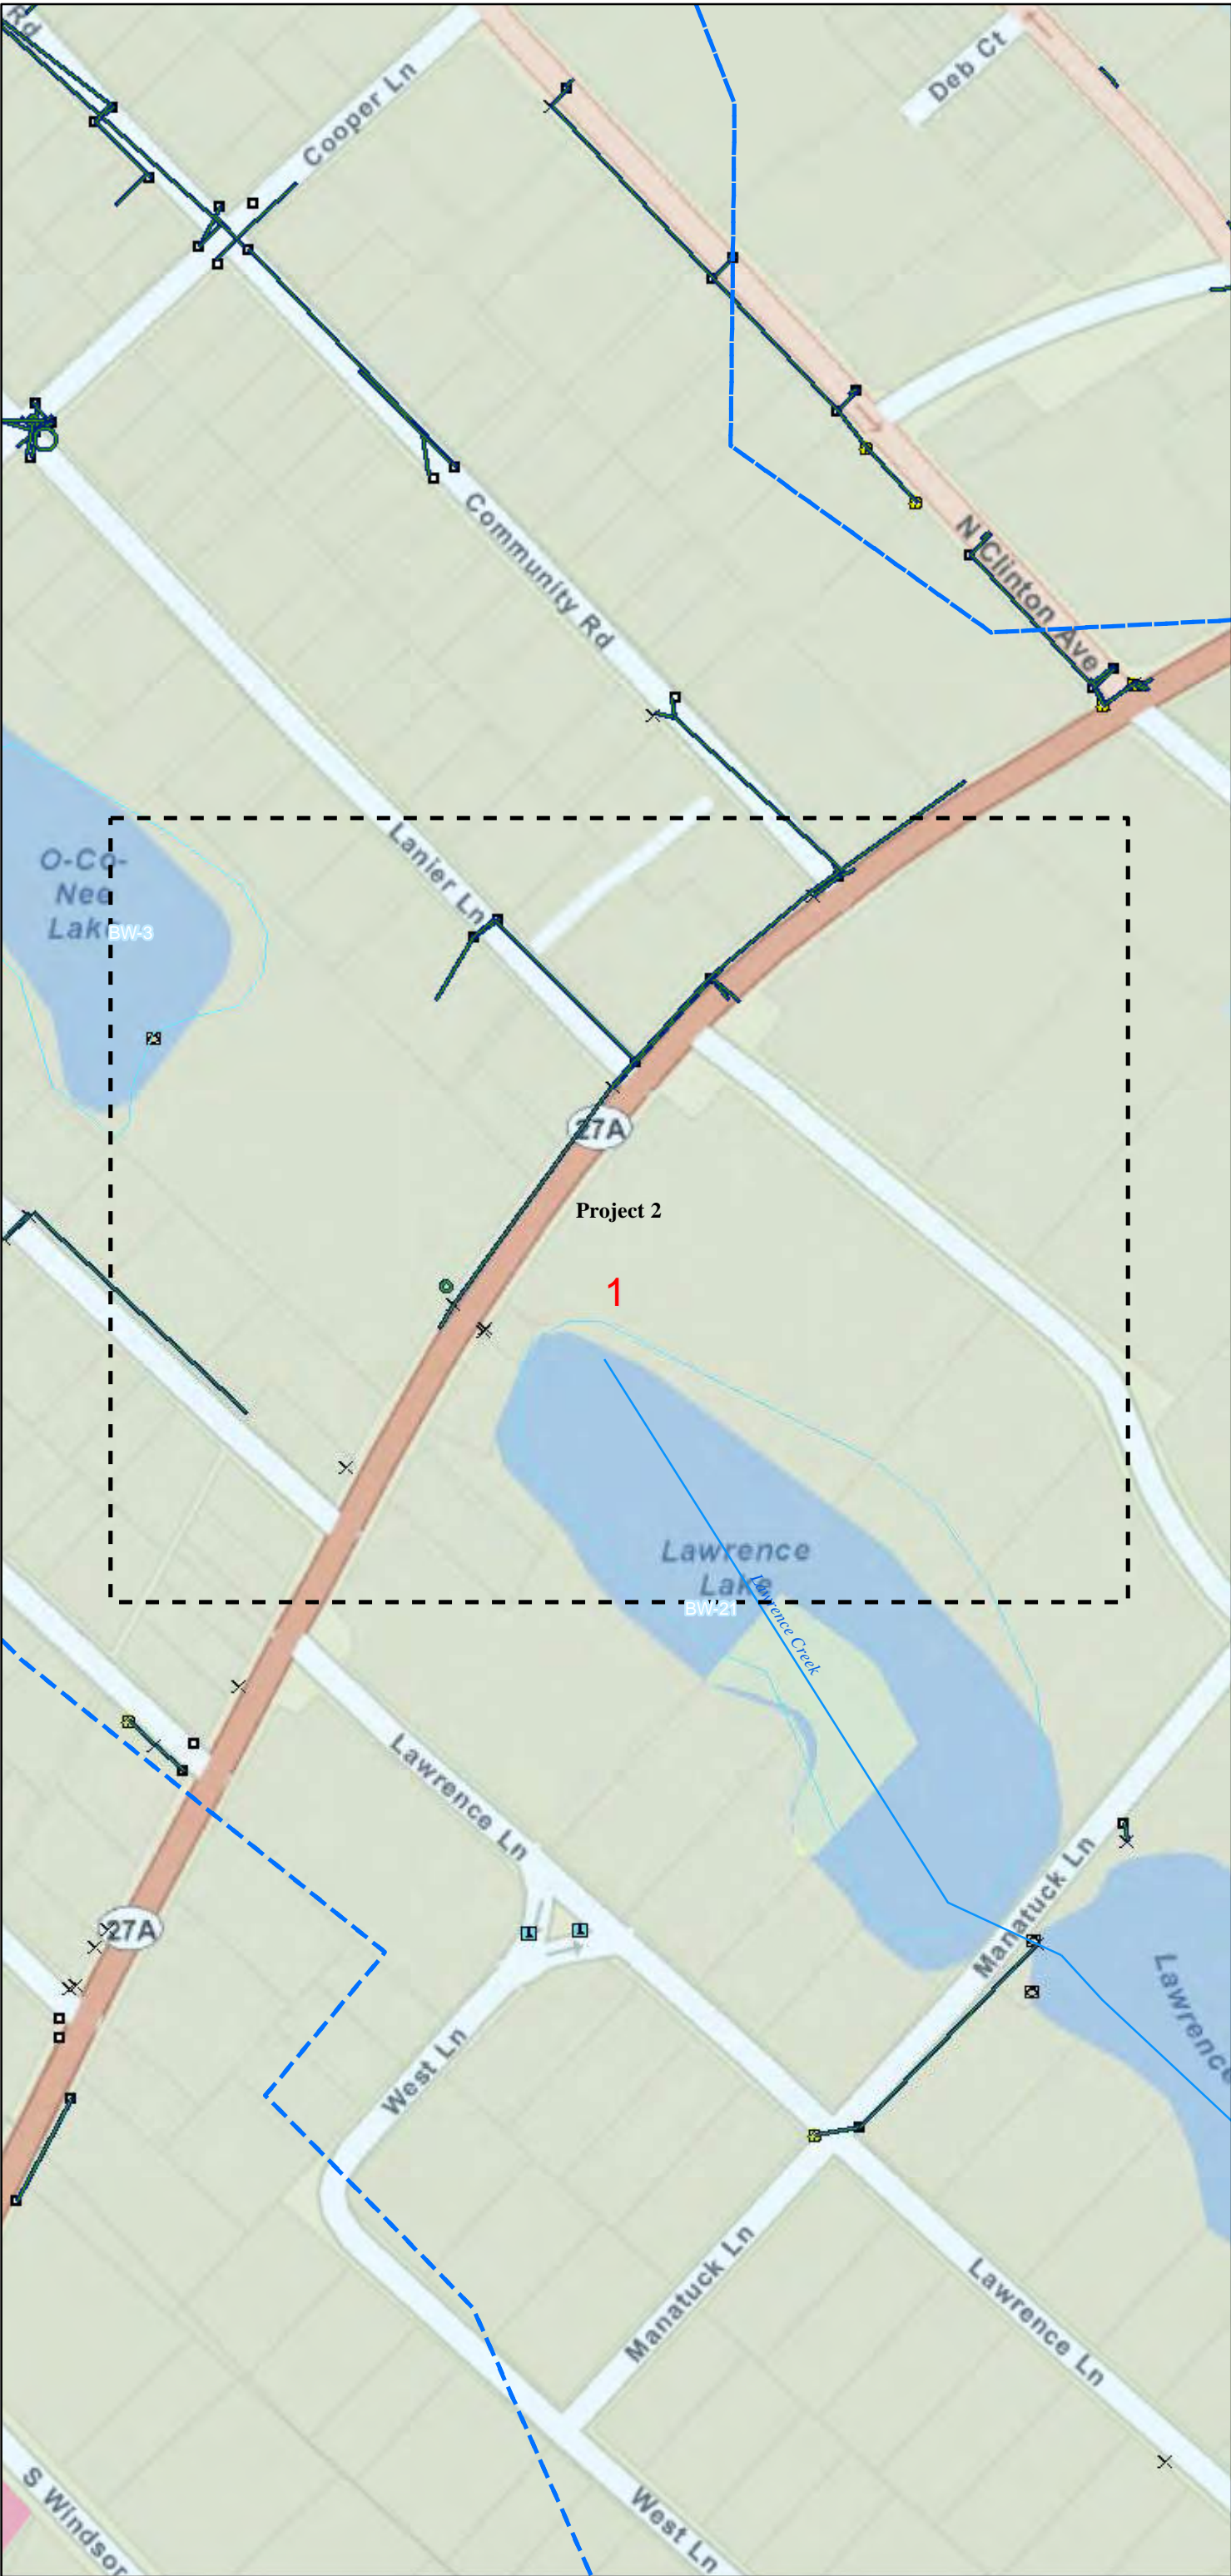 Rd
Cooper Ln
Deb Ct
Community Rd
N Clinton Ave
O-Co-
Nee
Lake
BW-3
Lanier Ln
27A
Project 2
1
Lawrence
Lake
BW-21
Lawrence Creek
Lawrence Ln
Manatuck Ln
27A
Lawrence
West Ln
Manatuck Ln
Lawrence Ln
S Windsor
West Ln